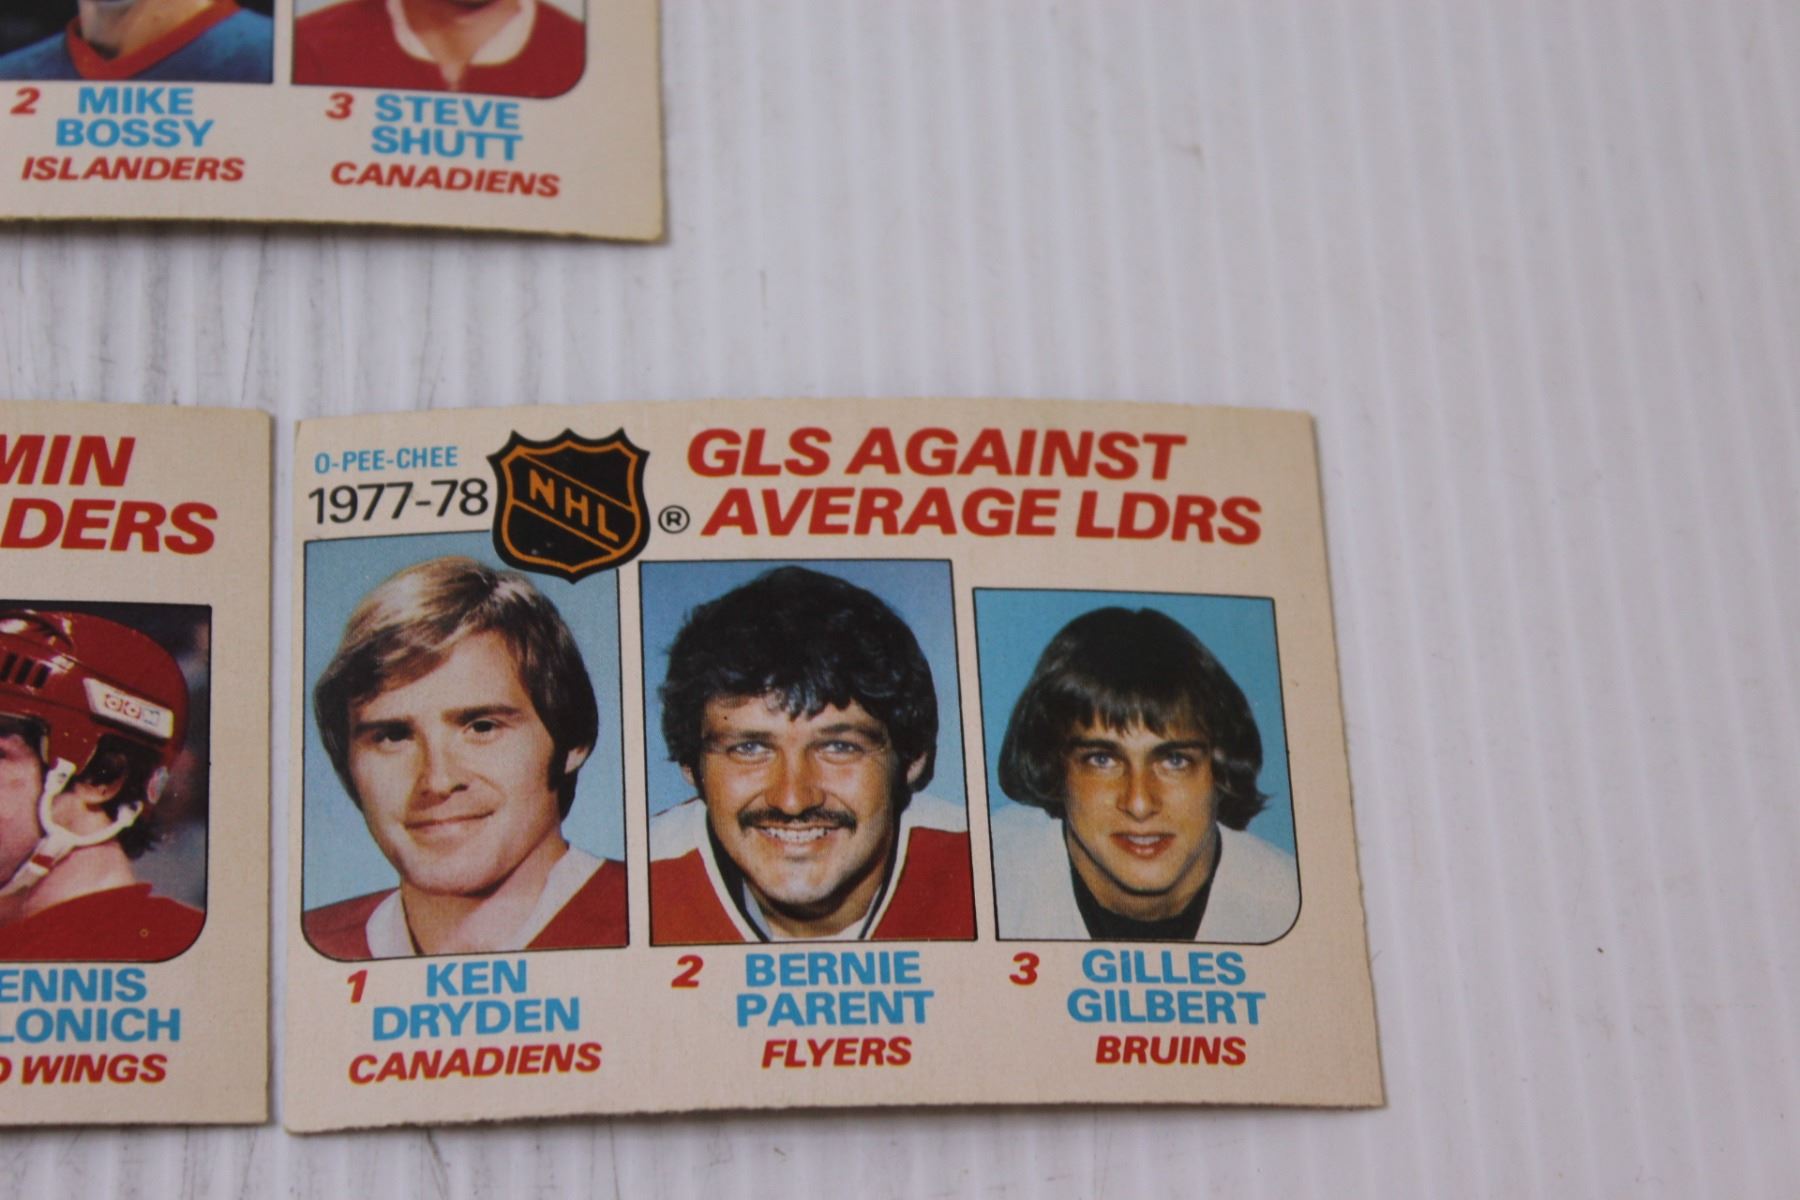 2 MIKE
BOSSY
ISLANDERS
3 STEVE
SHUTT
CANADIENS
MIN
DERS
ENNIS
LONICH
D WINGS
O-PEE-CHEE
1977-78
NHL
®
GLS AGAINST
AVERAGE LDRS
1 KEN
DRYDEN
CANADIENS
2 BERNIE
PARENT
FLYERS
3 GILLES
GILBERT
BRUINS